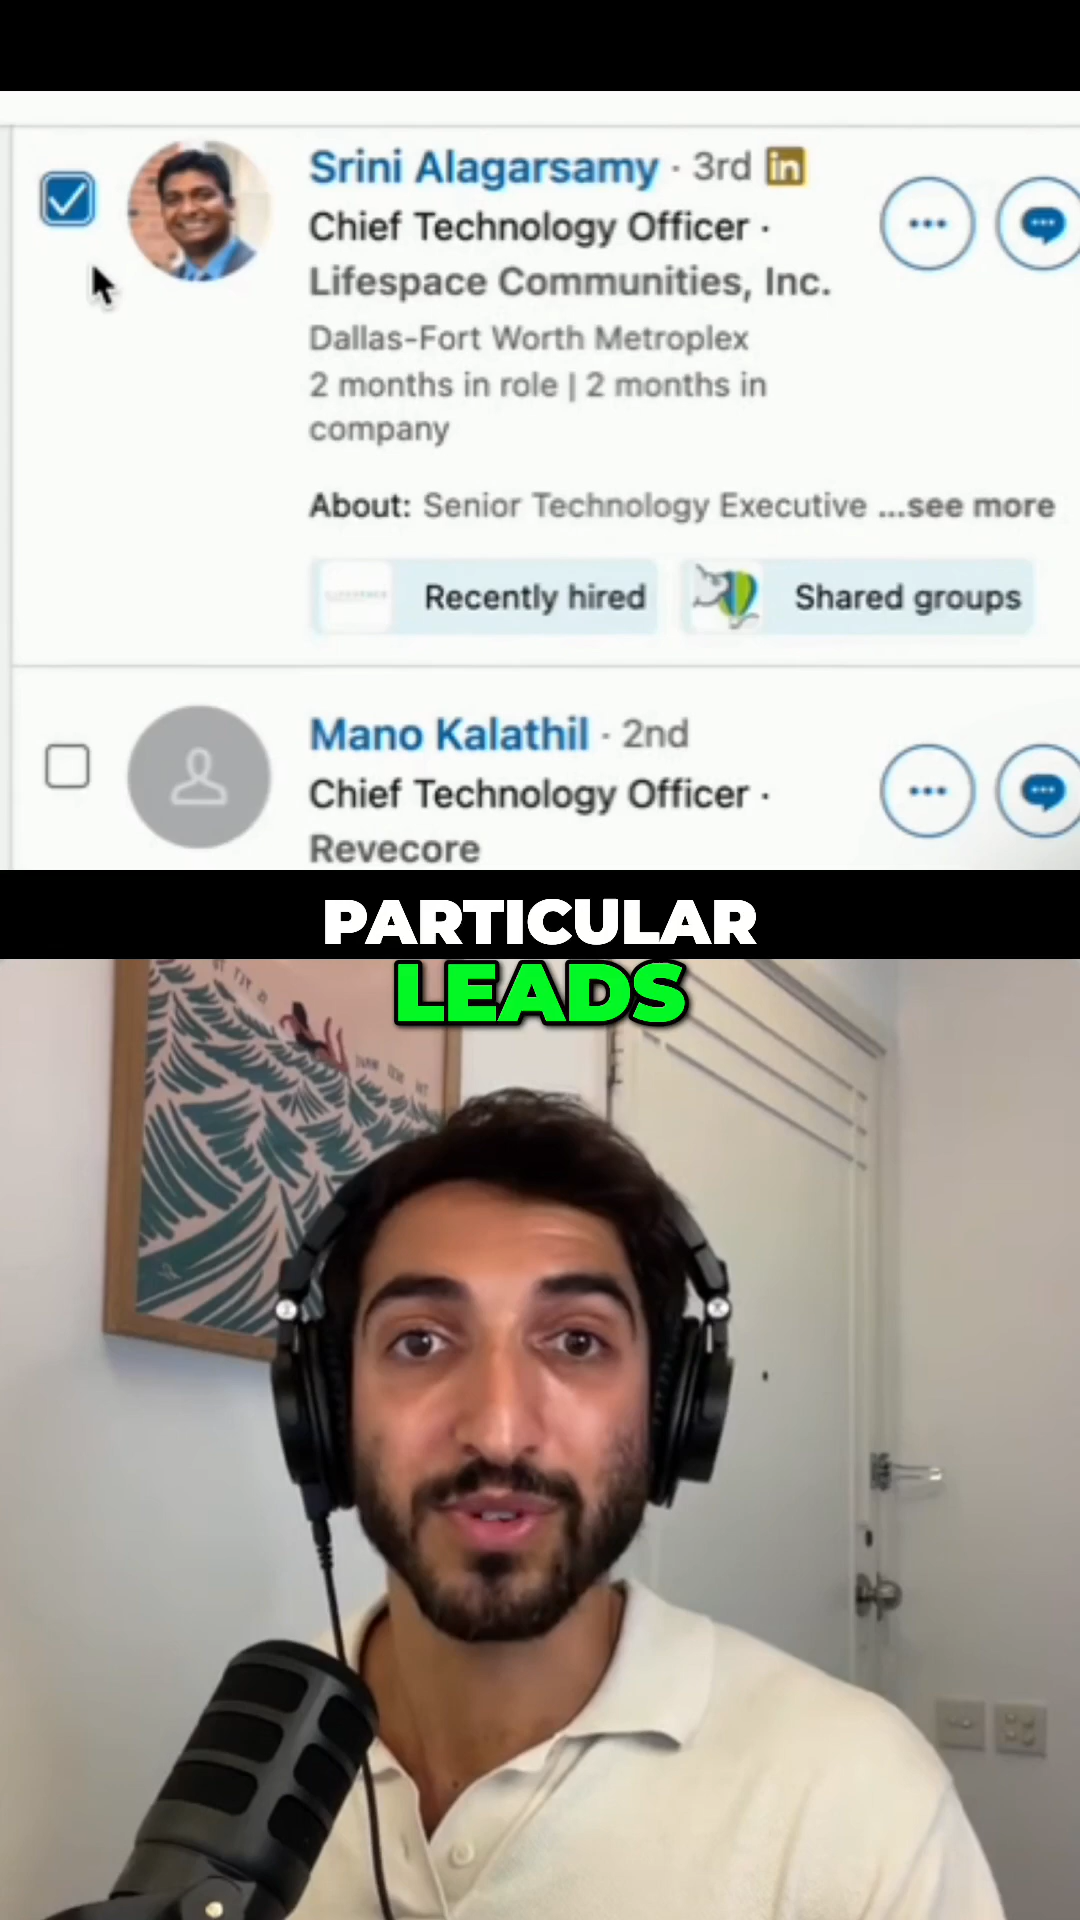 Srini Alagarsamy · 3rd in
Chief Technology Officer ·
Lifespace Communities, Inc.
Dallas-Fort Worth Metroplex
2 months in role | 2 months in
company
About: Senior Technology Executive ...see more
Recently hired
Shared groups
Mano Kalathil · 2nd
Chief Technology Officer ·
Revecore
PARTICULAR
LEADS